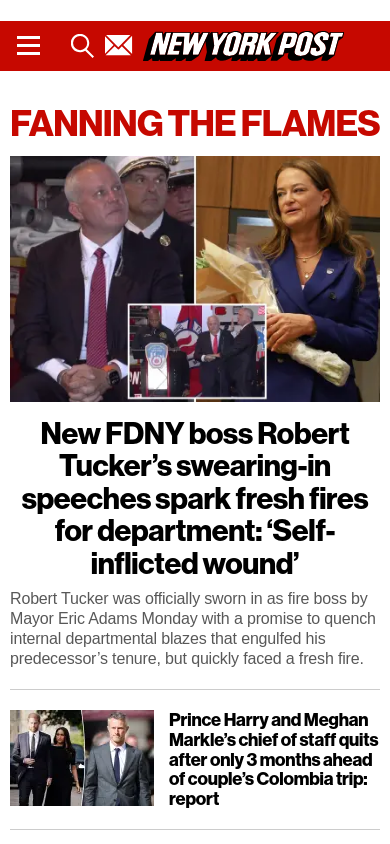 NEW YORK POST
FANNING THE FLAMES
New FDNY boss Robert
Tucker’s swearing-in
speeches spark fresh fires
for department: ‘Self-
inflicted wound’
Robert Tucker was officially sworn in as fire boss by
Mayor Eric Adams Monday with a promise to quench
internal departmental blazes that engulfed his
predecessor’s tenure, but quickly faced a fresh fire.
Prince Harry and Meghan
Markle’s chief of staff quits
after only 3 months ahead
of couple’s Colombia trip:
report